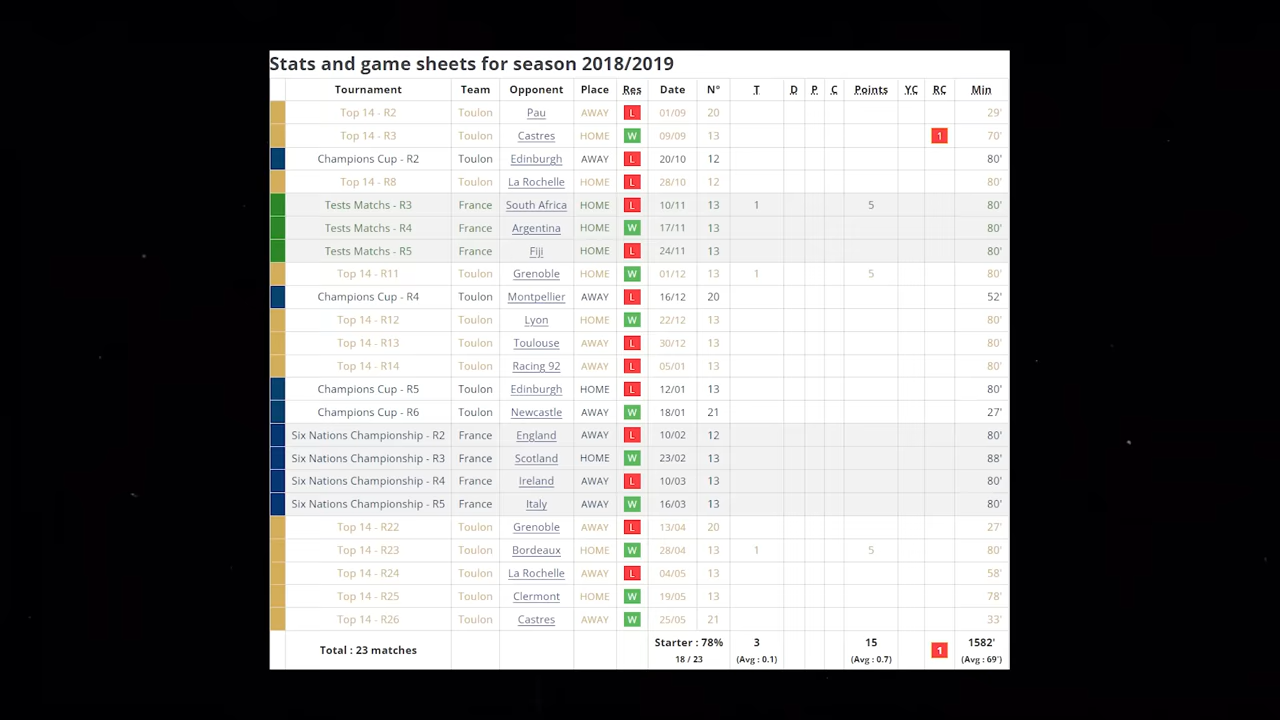 Stats and game sheets for season 2018/2019
Tournament Team Opponent Place Res Date N° T D P C Points YC RC Min
Top 14 - R2 Toulon Pau AWAY L 01/09 20 29'
Top 14 - R3 Toulon Castres HOME W 09/09 13 1 70'
Champions Cup - R2 Toulon Edinburgh AWAY L 20/10 12 80'
Top 14 - R8 Toulon La Rochelle HOME L 28/10 12 80'
Tests Matchs - R3 France South Africa HOME L 10/11 13 1 5 80'
Tests Matchs - R4 France Argentina HOME W 17/11 13 80'
Tests Matchs - R5 France Fiji HOME L 24/11 13 80'
Top 14 - R11 Toulon Grenoble HOME W 01/12 13 1 5 80'
Champions Cup - R4 Toulon Montpellier AWAY L 16/12 20 52'
Top 14 - R12 Toulon Lyon HOME W 22/12 13 80'
Top 14 - R13 Toulon Toulouse AWAY L 30/12 13 80'
Top 14 - R14 Toulon Racing 92 AWAY L 05/01 13 80'
Champions Cup - R5 Toulon Edinburgh HOME L 12/01 13 80'
Champions Cup - R6 Toulon Newcastle AWAY W 18/01 21 27'
Six Nations Championship - R2 France England AWAY L 10/02 12 80'
Six Nations Championship - R3 France Scotland HOME W 23/02 13 88'
Six Nations Championship - R4 France Ireland AWAY L 10/03 13 80'
Six Nations Championship - R5 France Italy AWAY W 16/03 13 80'
Top 14 - R22 Toulon Grenoble AWAY L 13/04 20 27'
Top 14 - R23 Toulon Bordeaux HOME W 28/04 13 1 5 80'
Top 14 - R24 Toulon La Rochelle AWAY L 04/05 13 58'
Top 14 - R25 Toulon Clermont HOME W 19/05 13 78'
Top 14 - R26 Toulon Castres AWAY W 25/05 21 33'
Total : 23 matches Starter : 78% 3 15 1 1582'
18 / 23 (Avg : 0.1) (Avg : 0.7) (Avg : 69')